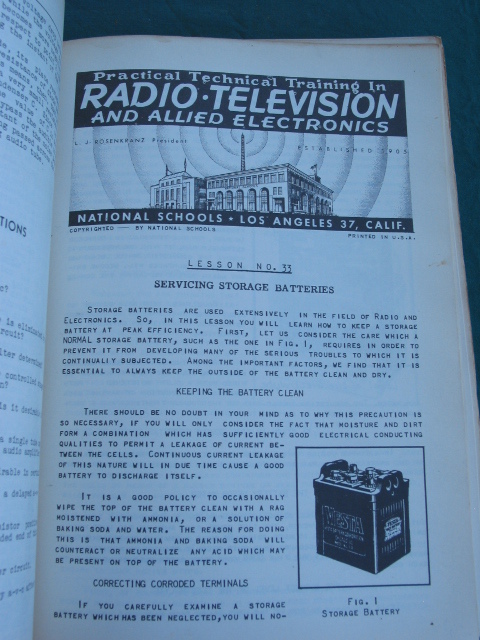 Practical Technical Training In
RADIO·TELEVISION
AND ALLIED ELECTRONICS
L. J. ROSENKRANZ President
ESTABLISHED 1905
NATIONAL SCHOOLS · LOS ANGELES 37, CALIF.
COPYRIGHTED — BY NATIONAL SCHOOLS
PRINTED IN U.S.A.
LESSON NO. 33
SERVICING STORAGE BATTERIES
STORAGE BATTERIES ARE USED EXTENSIVELY IN THE FIELD OF RADIO AND
ELECTRONICS. SO, IN THIS LESSON YOU WILL LEARN HOW TO KEEP A STORAGE
BATTERY AT PEAK EFFICIENCY. FIRST, LET US CONSIDER THE CARE WHICH A
NORMAL STORAGE BATTERY, SUCH AS THE ONE IN FIG. 1, REQUIRES IN ORDER TO
PREVENT IT FROM DEVELOPING MANY OF THE SERIOUS TROUBLES TO WHICH IT IS
CONTINUALLY SUBJECTED. AMONG THE IMPORTANT FACTORS, WE FIND THAT IT IS
ESSENTIAL TO ALWAYS KEEP THE OUTSIDE OF THE BATTERY CLEAN AND DRY.
KEEPING THE BATTERY CLEAN
THERE SHOULD BE NO DOUBT IN YOUR MIND AS TO WHY THIS PRECAUTION IS
SO NECESSARY, IF YOU WILL ONLY CONSIDER THE FACT THAT MOISTURE AND DIRT
FORM A COMBINATION WHICH HAS SUFFICIENTLY GOOD ELECTRICAL CONDUCTING
QUALITIES TO PERMIT A LEAKAGE OF CURRENT BE-
TWEEN THE CELLS. CONTINUOUS CURRENT LEAKAGE
OF THIS NATURE WILL IN DUE TIME CAUSE A GOOD
BATTERY TO DISCHARGE ITSELF.
IT IS A GOOD POLICY TO OCCASIONALLY
WIPE THE TOP OF THE BATTERY CLEAN WITH A RAG
MOISTENED WITH AMMONIA, OR A SOLUTION OF
BAKING SODA AND WATER. THE REASON FOR DOING
THIS IS THAT AMMONIA AND BAKING SODA WILL
COUNTERACT OR NEUTRALIZE ANY ACID WHICH MAY
BE PRESENT ON TOP OF THE BATTERY.
CORRECTING CORRODED TERMINALS
IF YOU CAREFULLY EXAMINE A STORAGE
BATTERY WHICH HAS BEEN NEGLECTED, YOU WILL NO-
FIG. 1
STORAGE BATTERY